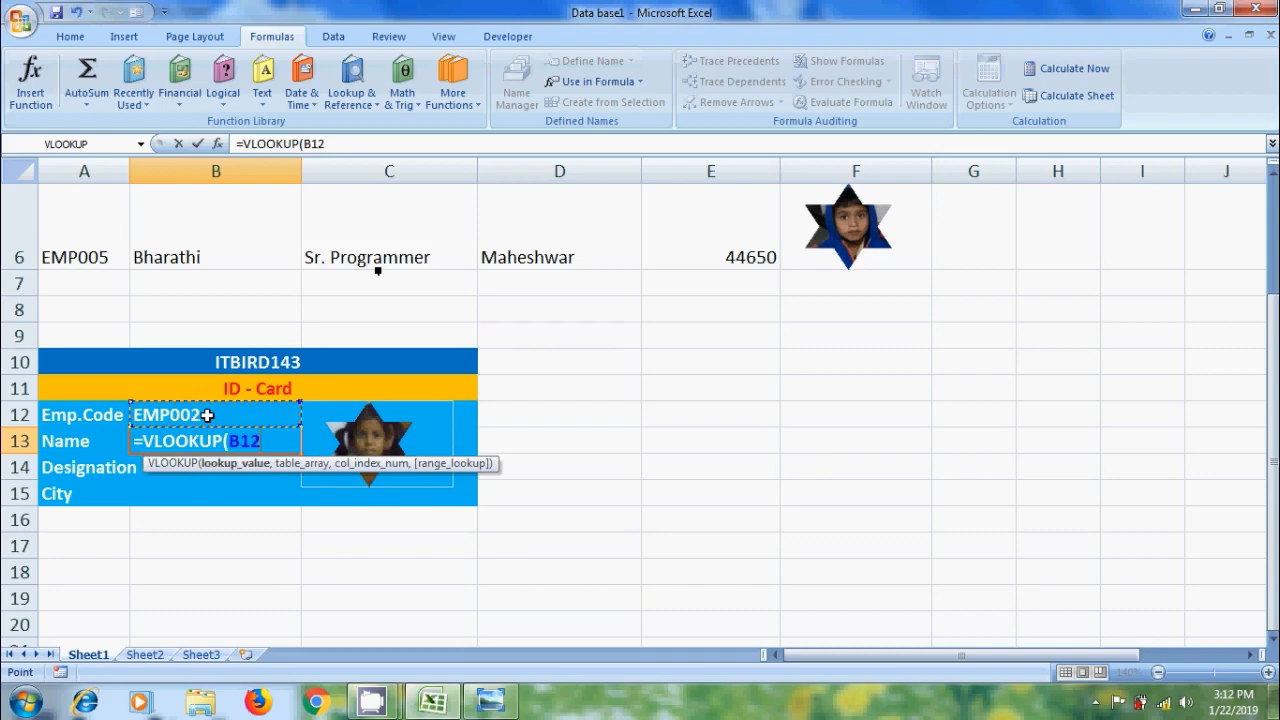 Data base1 - Microsoft Excel
Home Insert Page Layout Formulas Data Review View Developer
fx Insert Function
Σ AutoSum
Recently Used
Financial
Logical
Text
Date & Time
Lookup & Reference
Math & Trig
More Functions
Function Library
Name Manager
Define Name
Use in Formula
Create from Selection
Defined Names
Trace Precedents
Trace Dependents
Remove Arrows
Show Formulas
Error Checking
Evaluate Formula
Formula Auditing
Watch Window
Calculation Options
Calculate Now
Calculate Sheet
Calculation
VLOOKUP fx =VLOOKUP(B12
A B C D E F G H I J
6 EMP005 Bharathi Sr. Programmer Maheshwar 44650
7
8
9
10 ITBIRD143
11 ID - Card
12 Emp.Code EMP002
13 Name =VLOOKUP(B12
VLOOKUP(lookup_value, table_array, col_index_num, [range_lookup])
14 Designation
15 City
16
17
18
19
20
Sheet1 Sheet2 Sheet3
Point 140%
3:12 PM
1/22/2019